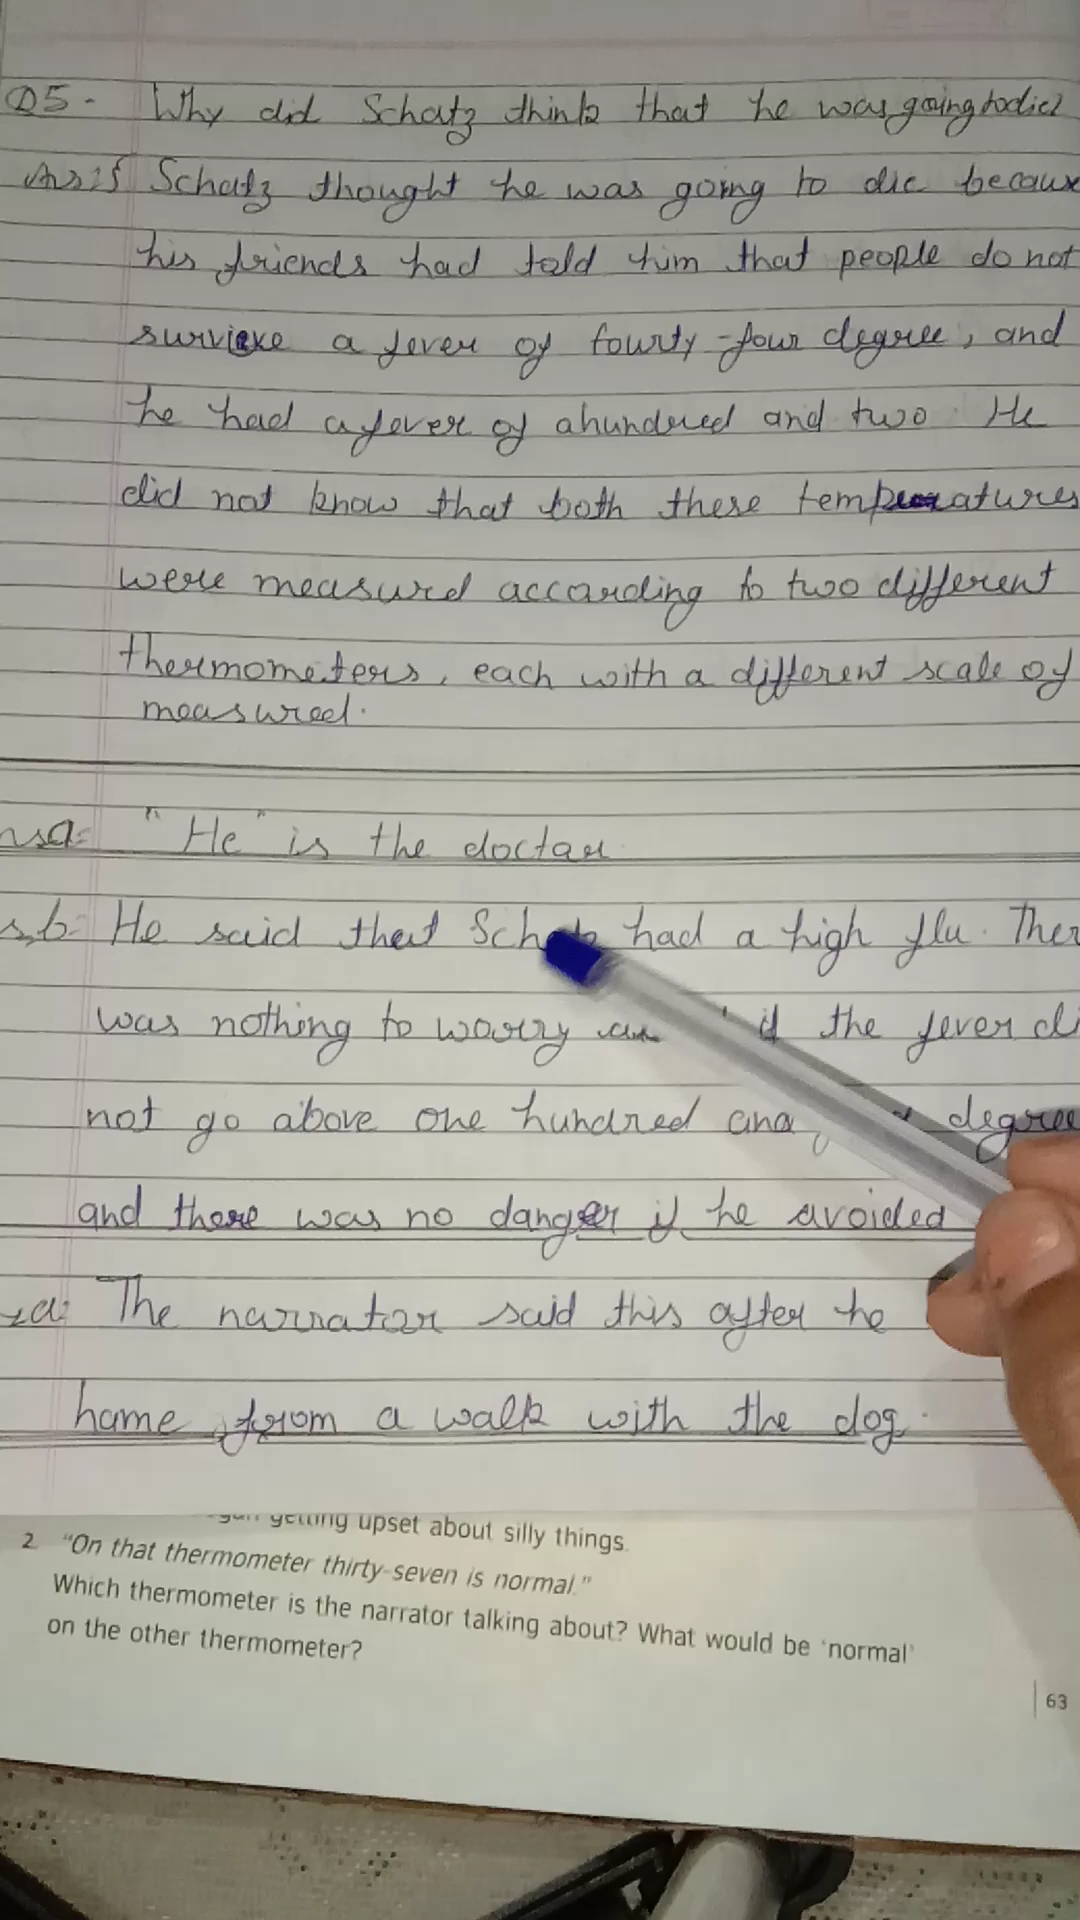 Q5- Why did Schatz think that he was going to die?
Ans:5 Schatz thought he was going to die because
his friends had told him that people do not
survive a fever of fourty-four degree, and
he had a fever of a hundered and two. He
did not know that both these temperatures
were measurd according to two different
thermometers, each with a different scale of
measured.
"He" is the doctor
b- He said that Schatz had a high flu. Ther
was nothing to worry if the fever di
not go above one hundred and degree
and there was no danger if he avoided
a: The narrator said this after he
home from a walk with the dog.
getting upset about silly things.
2. "On that thermometer thirty-seven is normal."
Which thermometer is the narrator talking about? What would be 'normal'
on the other thermometer?
63